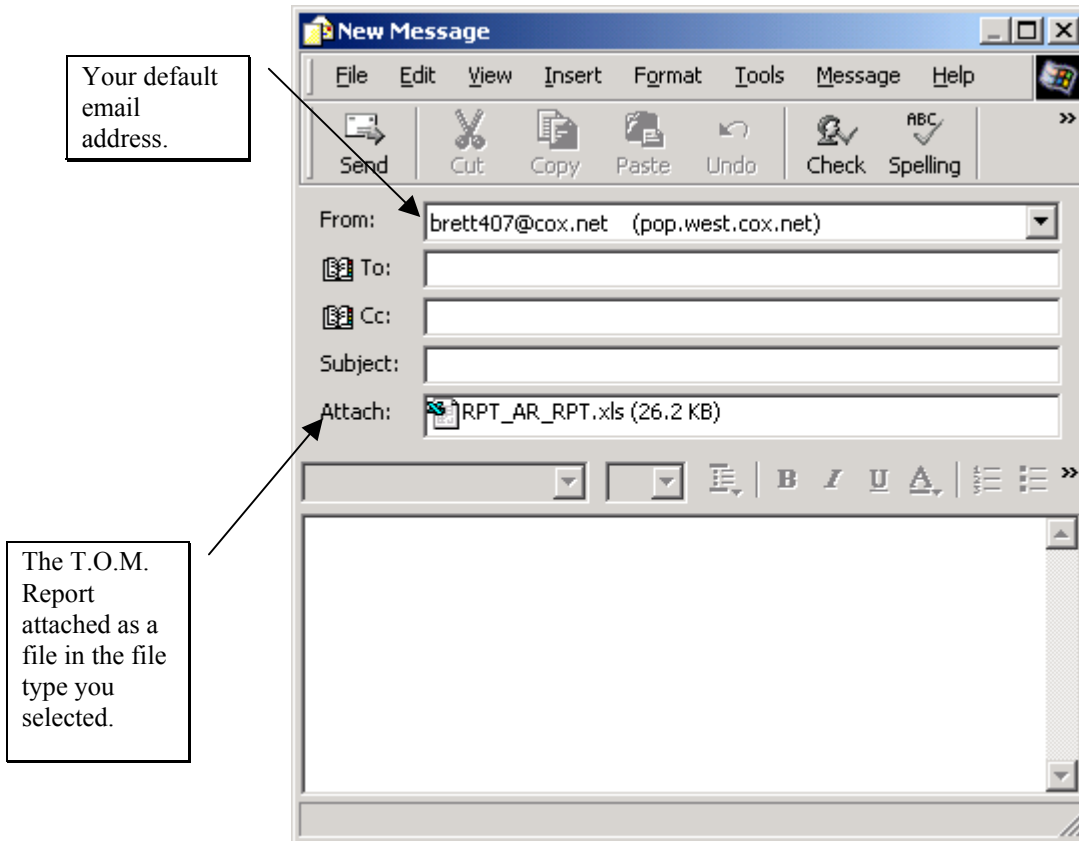 New Message
Your default
email
address.
File Edit View Insert Format Tools Message Help
Send Cut Copy Paste Undo Check Spelling
ABC
»
From: brett407@cox.net (pop.west.cox.net)
To:
Cc:
Subject:
Attach: RPT_AR_RPT.xls (26.2 KB)
B I U A »
The T.O.M.
Report
attached as a
file in the file
type you
selected.